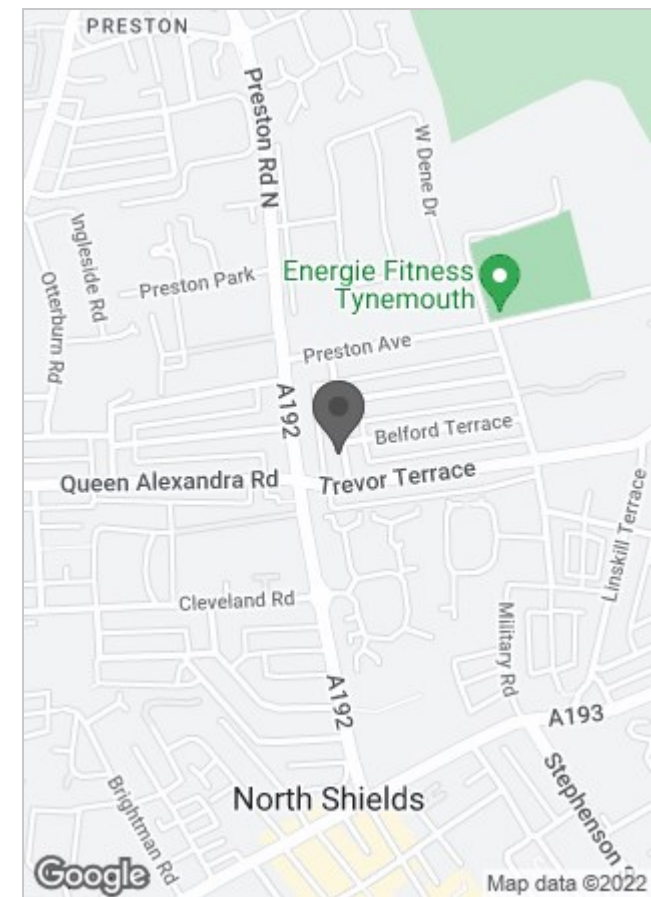 PRESTON
Preston Rd N
W Dene Dr
Ingleside Rd
Otterburn Rd
Preston Park
Energie Fitness
Tynemouth
Preston Ave
A192
Belford Terrace
Queen Alexandra Rd
Trevor Terrace
Linskill Terrace
Cleveland Rd
Military Rd
A192
A193
North Shields
Brightman Rd
Stephenson S
Google
Map data ©2022